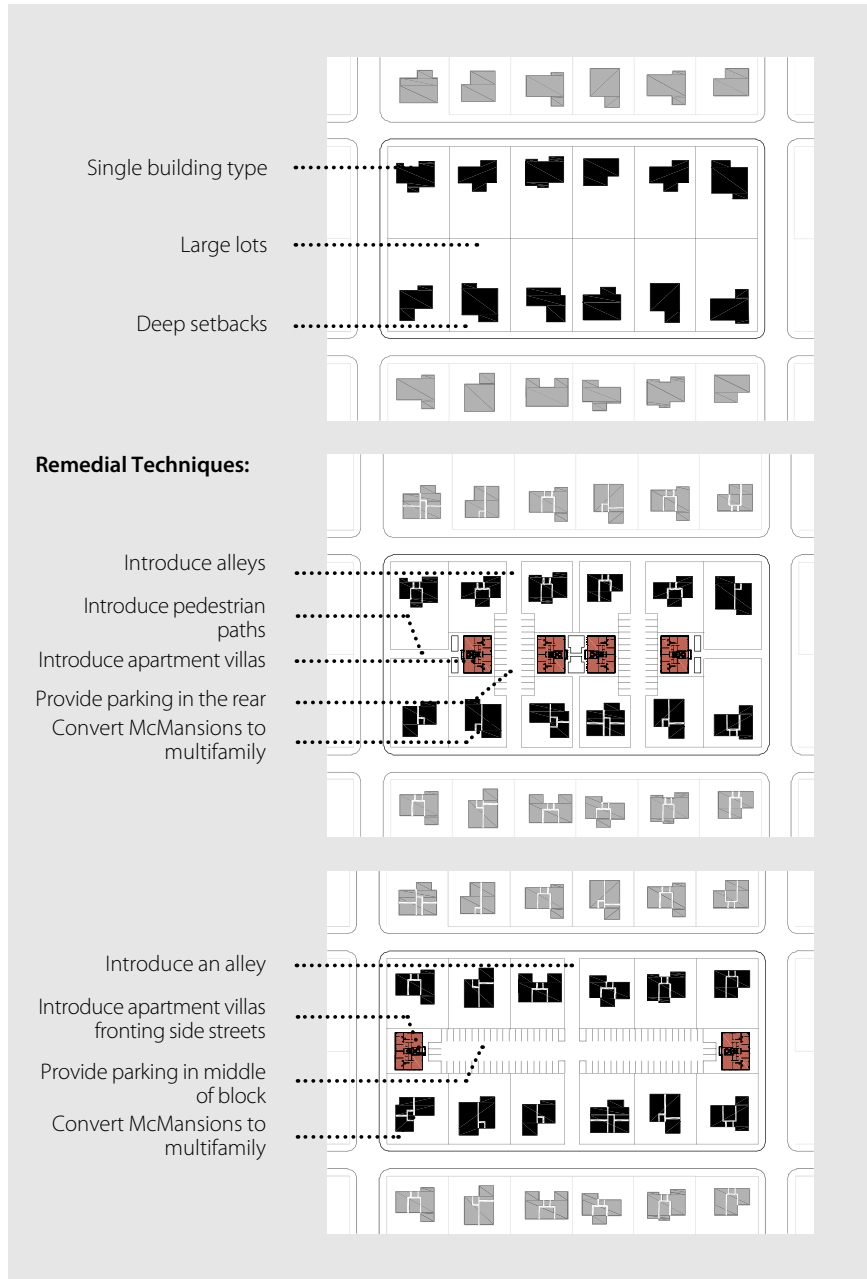 Single building type
Large lots
Deep setbacks
Remedial Techniques:
Introduce alleys
Introduce pedestrian
paths
Introduce apartment villas
Provide parking in the rear
Convert McMansions to
multifamily
Introduce an alley
Introduce apartment villas
fronting side streets
Provide parking in middle
of block
Convert McMansions to
multifamily